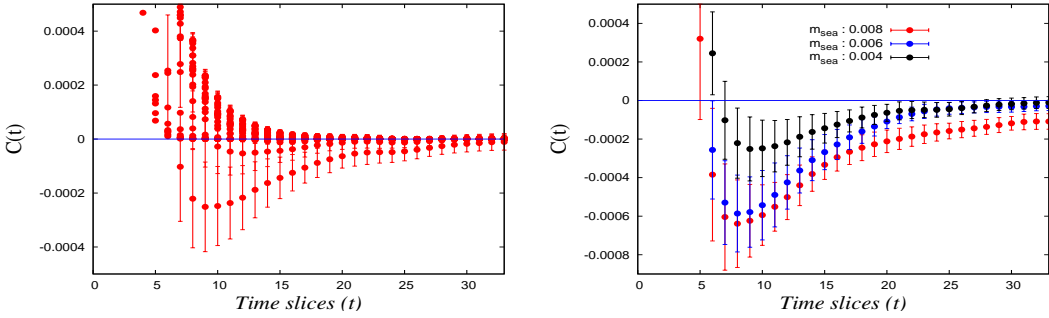 C(t)
0.0004
0.0002
0
-0.0002
-0.0004
0 5 10 15 20 25 30
Time slices (t)
C(t)
0.0004
0.0002
0
-0.0002
-0.0004
-0.0006
-0.0008
m_sea : 0.008
m_sea : 0.006
m_sea : 0.004
0 5 10 15 20 25 30
Time slices (t)